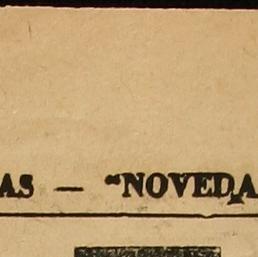 AS — "NOVEDA